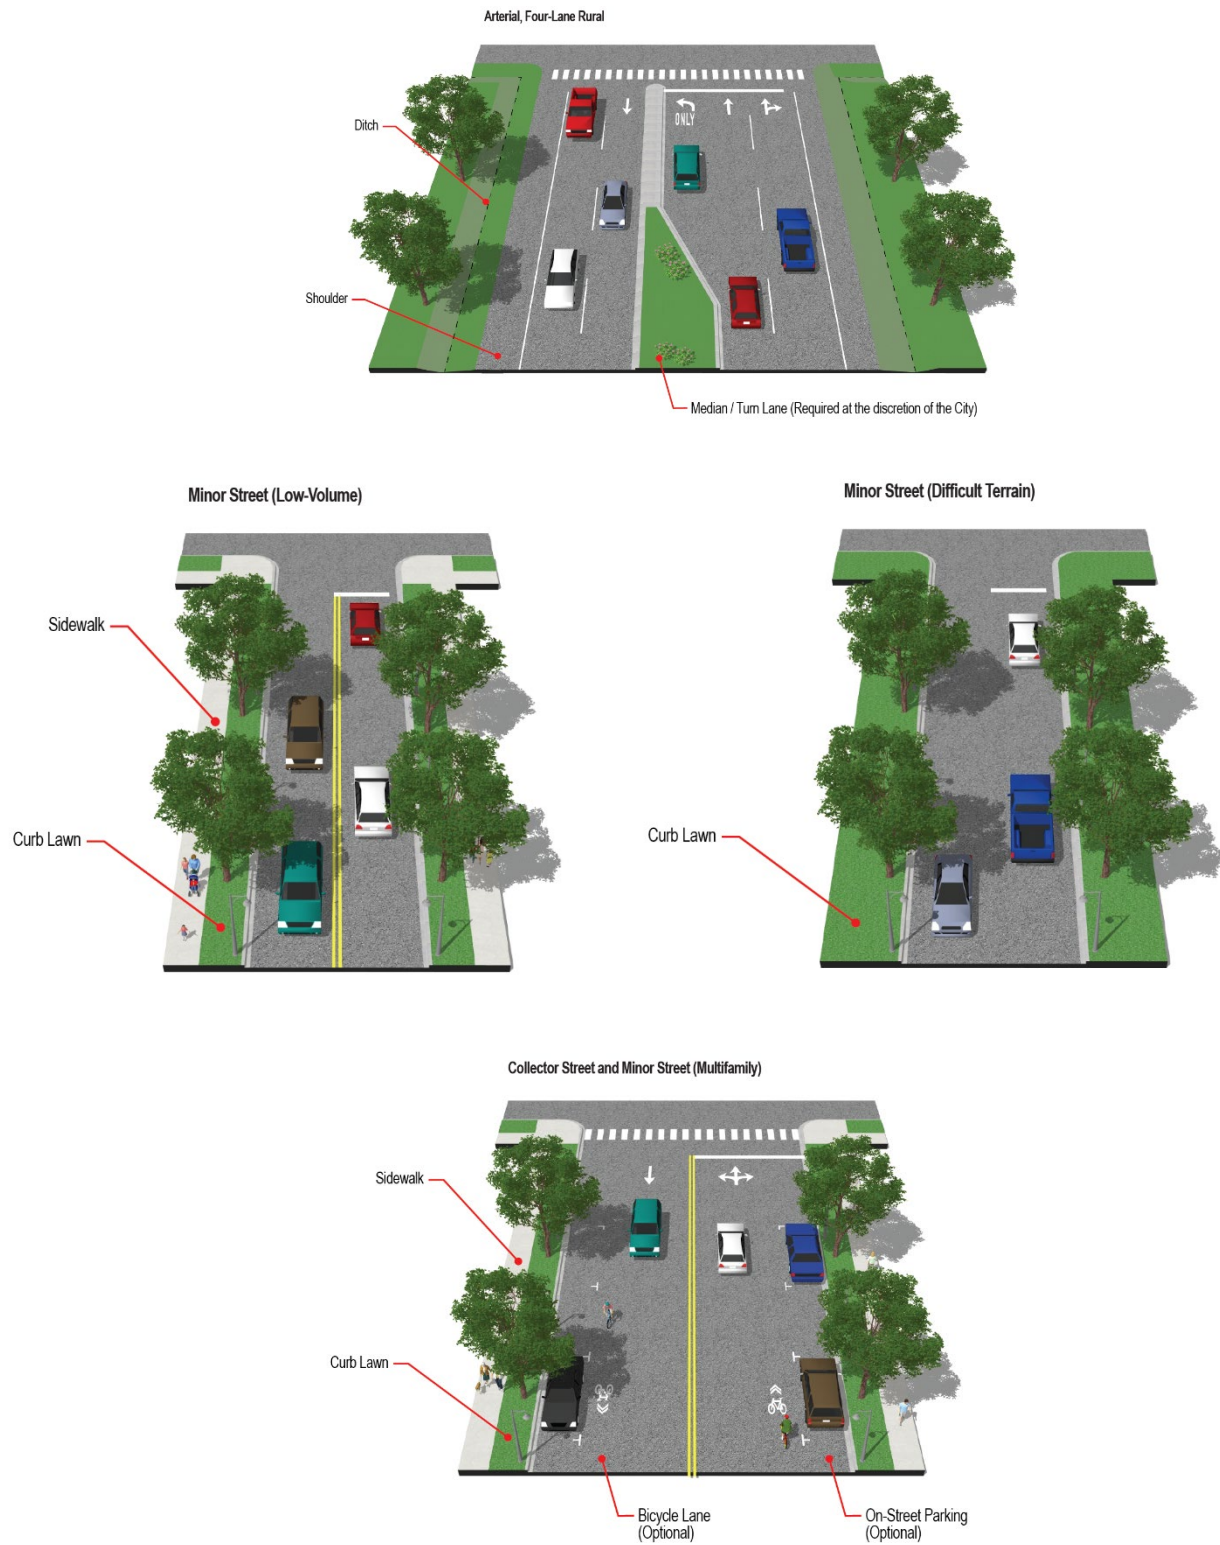 Arterial, Four-Lane Rural
ONLY
Ditch
Shoulder
Median / Turn Lane (Required at the discretion of the City)
Minor Street (Low-Volume)
Sidewalk
Curb Lawn
Minor Street (Difficult Terrain)
Curb Lawn
Collector Street and Minor Street (Multifamily)
Sidewalk
Curb Lawn
Bicycle Lane
(Optional)
On-Street Parking
(Optional)